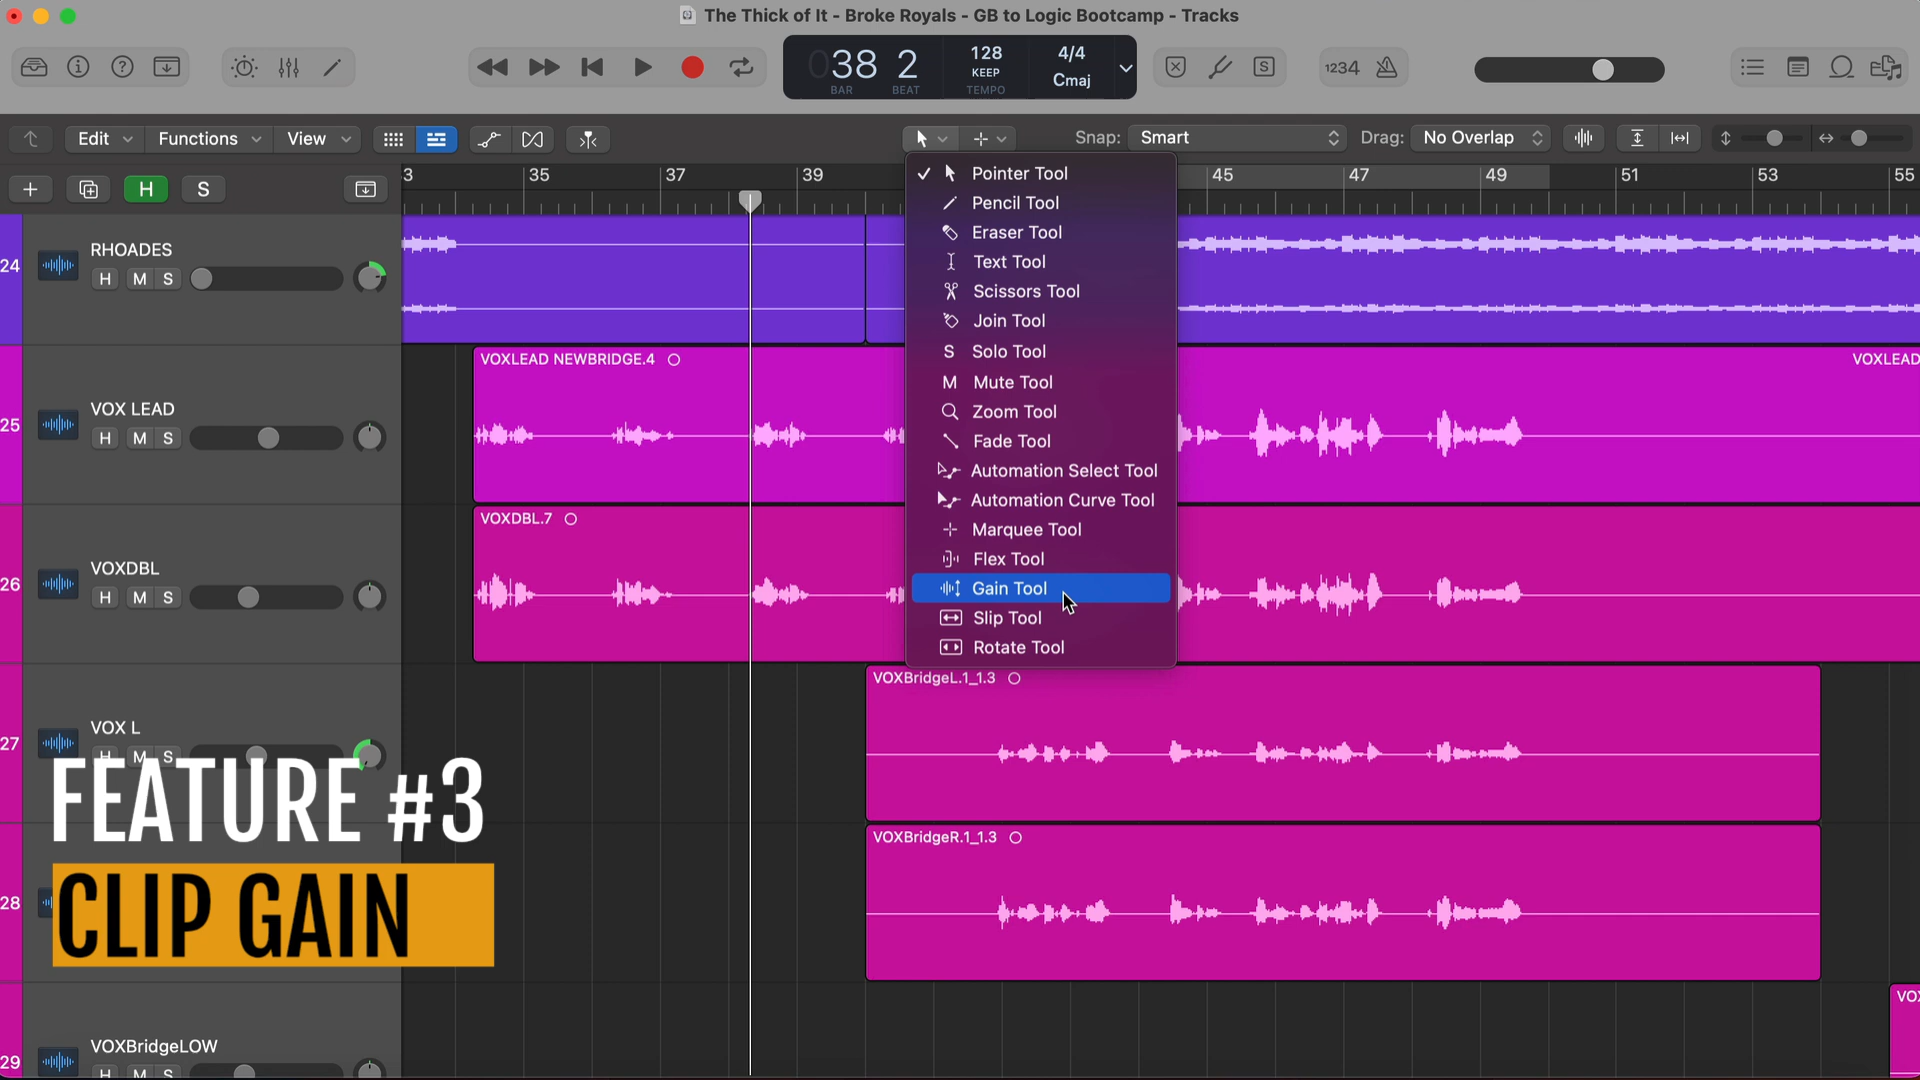 The Thick of It - Broke Royals - GB to Logic Bootcamp - Tracks
038 2
BAR BEAT
128
KEEP
TEMPO
4/4
Cmaj
S
1234
Edit
Functions
View
Snap: Smart
Drag: No Overlap
H
S
3 35 37 39 45 47 49 51 53 55
Pointer Tool
Pencil Tool
Eraser Tool
Text Tool
Scissors Tool
Join Tool
S Solo Tool
M Mute Tool
Zoom Tool
Fade Tool
Automation Select Tool
Automation Curve Tool
Marquee Tool
Flex Tool
Gain Tool
Slip Tool
Rotate Tool
24
RHOADES
H M S
25
VOX LEAD
H M S
VOXLEAD NEWBRIDGE.4
VOXLEAD
26
VOXDBL
H M S
VOXDBL.7
27
VOX L
H M S
VOXBridgeL.1_1.3
28
VOXBridgeR.1_1.3
29
VOXBridgeLOW
H M S
VOX
FEATURE #3
CLIP GAIN